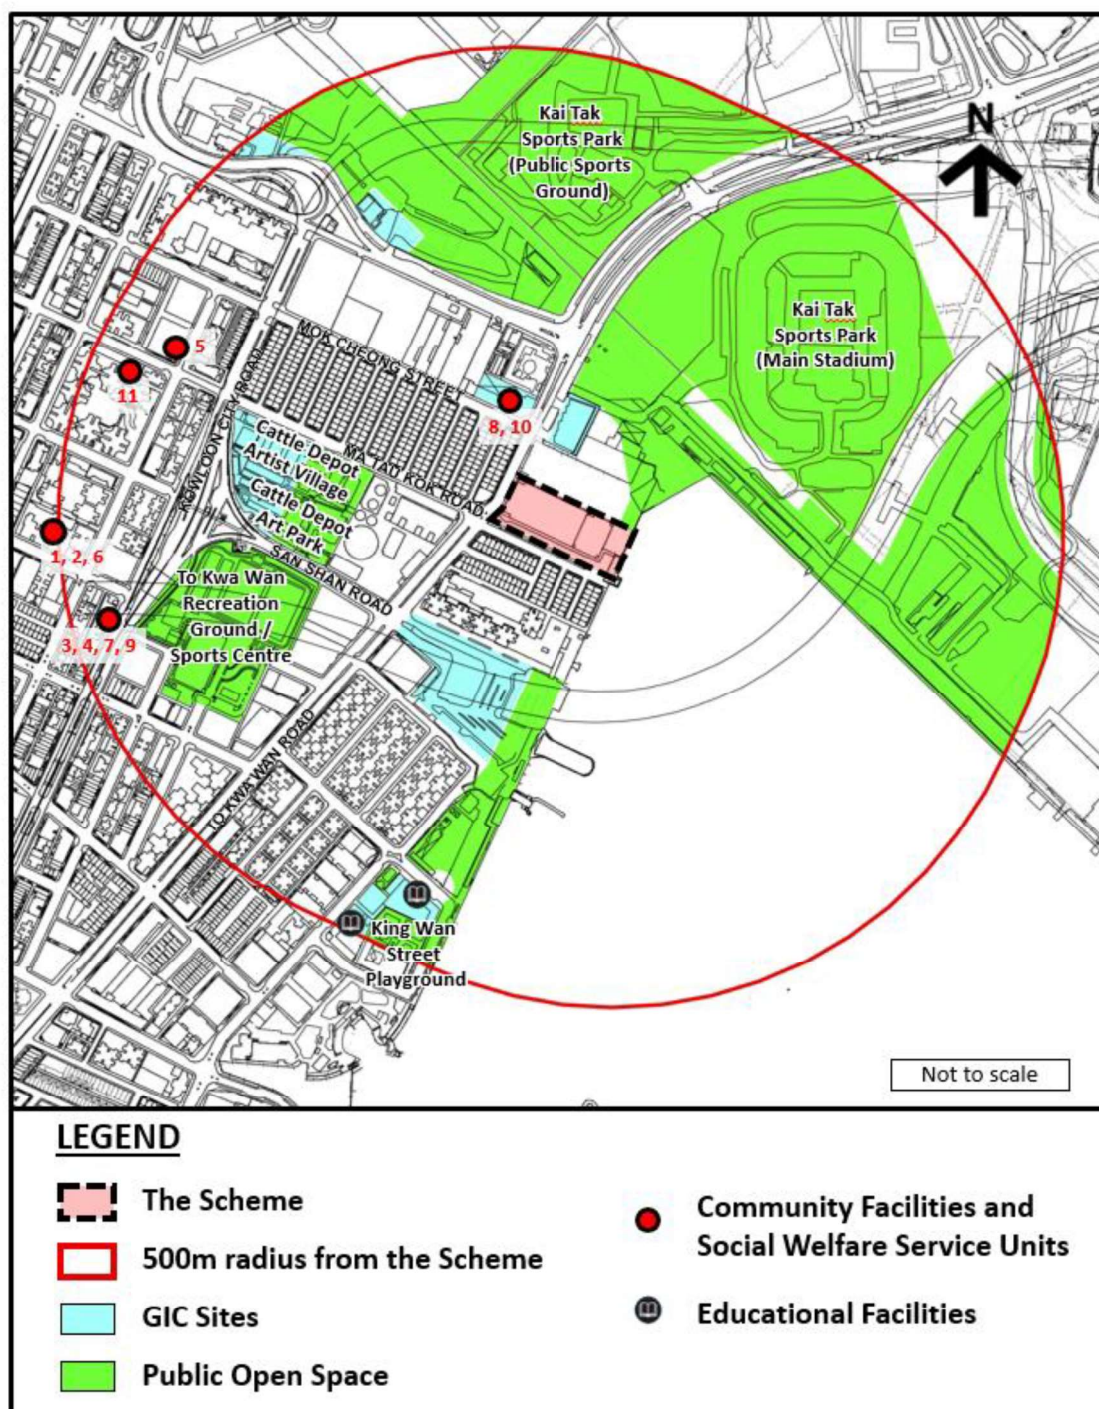 Kai Tak
Sports Park
(Public Sports
Ground)
N
Kai Tak
Sports Park
(Main Stadium)
5
11
MOK CHEONG STREET
KOWLOON CITY ROAD
8, 10
Cattle Depot
Artist Village
Cattle Depot
Art Park
MA TAU KOK ROAD
1, 2, 6
SAN SHAN ROAD
To Kwa Wan
Recreation
Ground /
Sports Centre
3, 4, 7, 9
TO KWA WAN ROAD
King Wan
Street
Playground
Not to scale
LEGEND
The Scheme
500m radius from the Scheme
GIC Sites
Public Open Space
Community Facilities and
Social Welfare Service Units
Educational Facilities